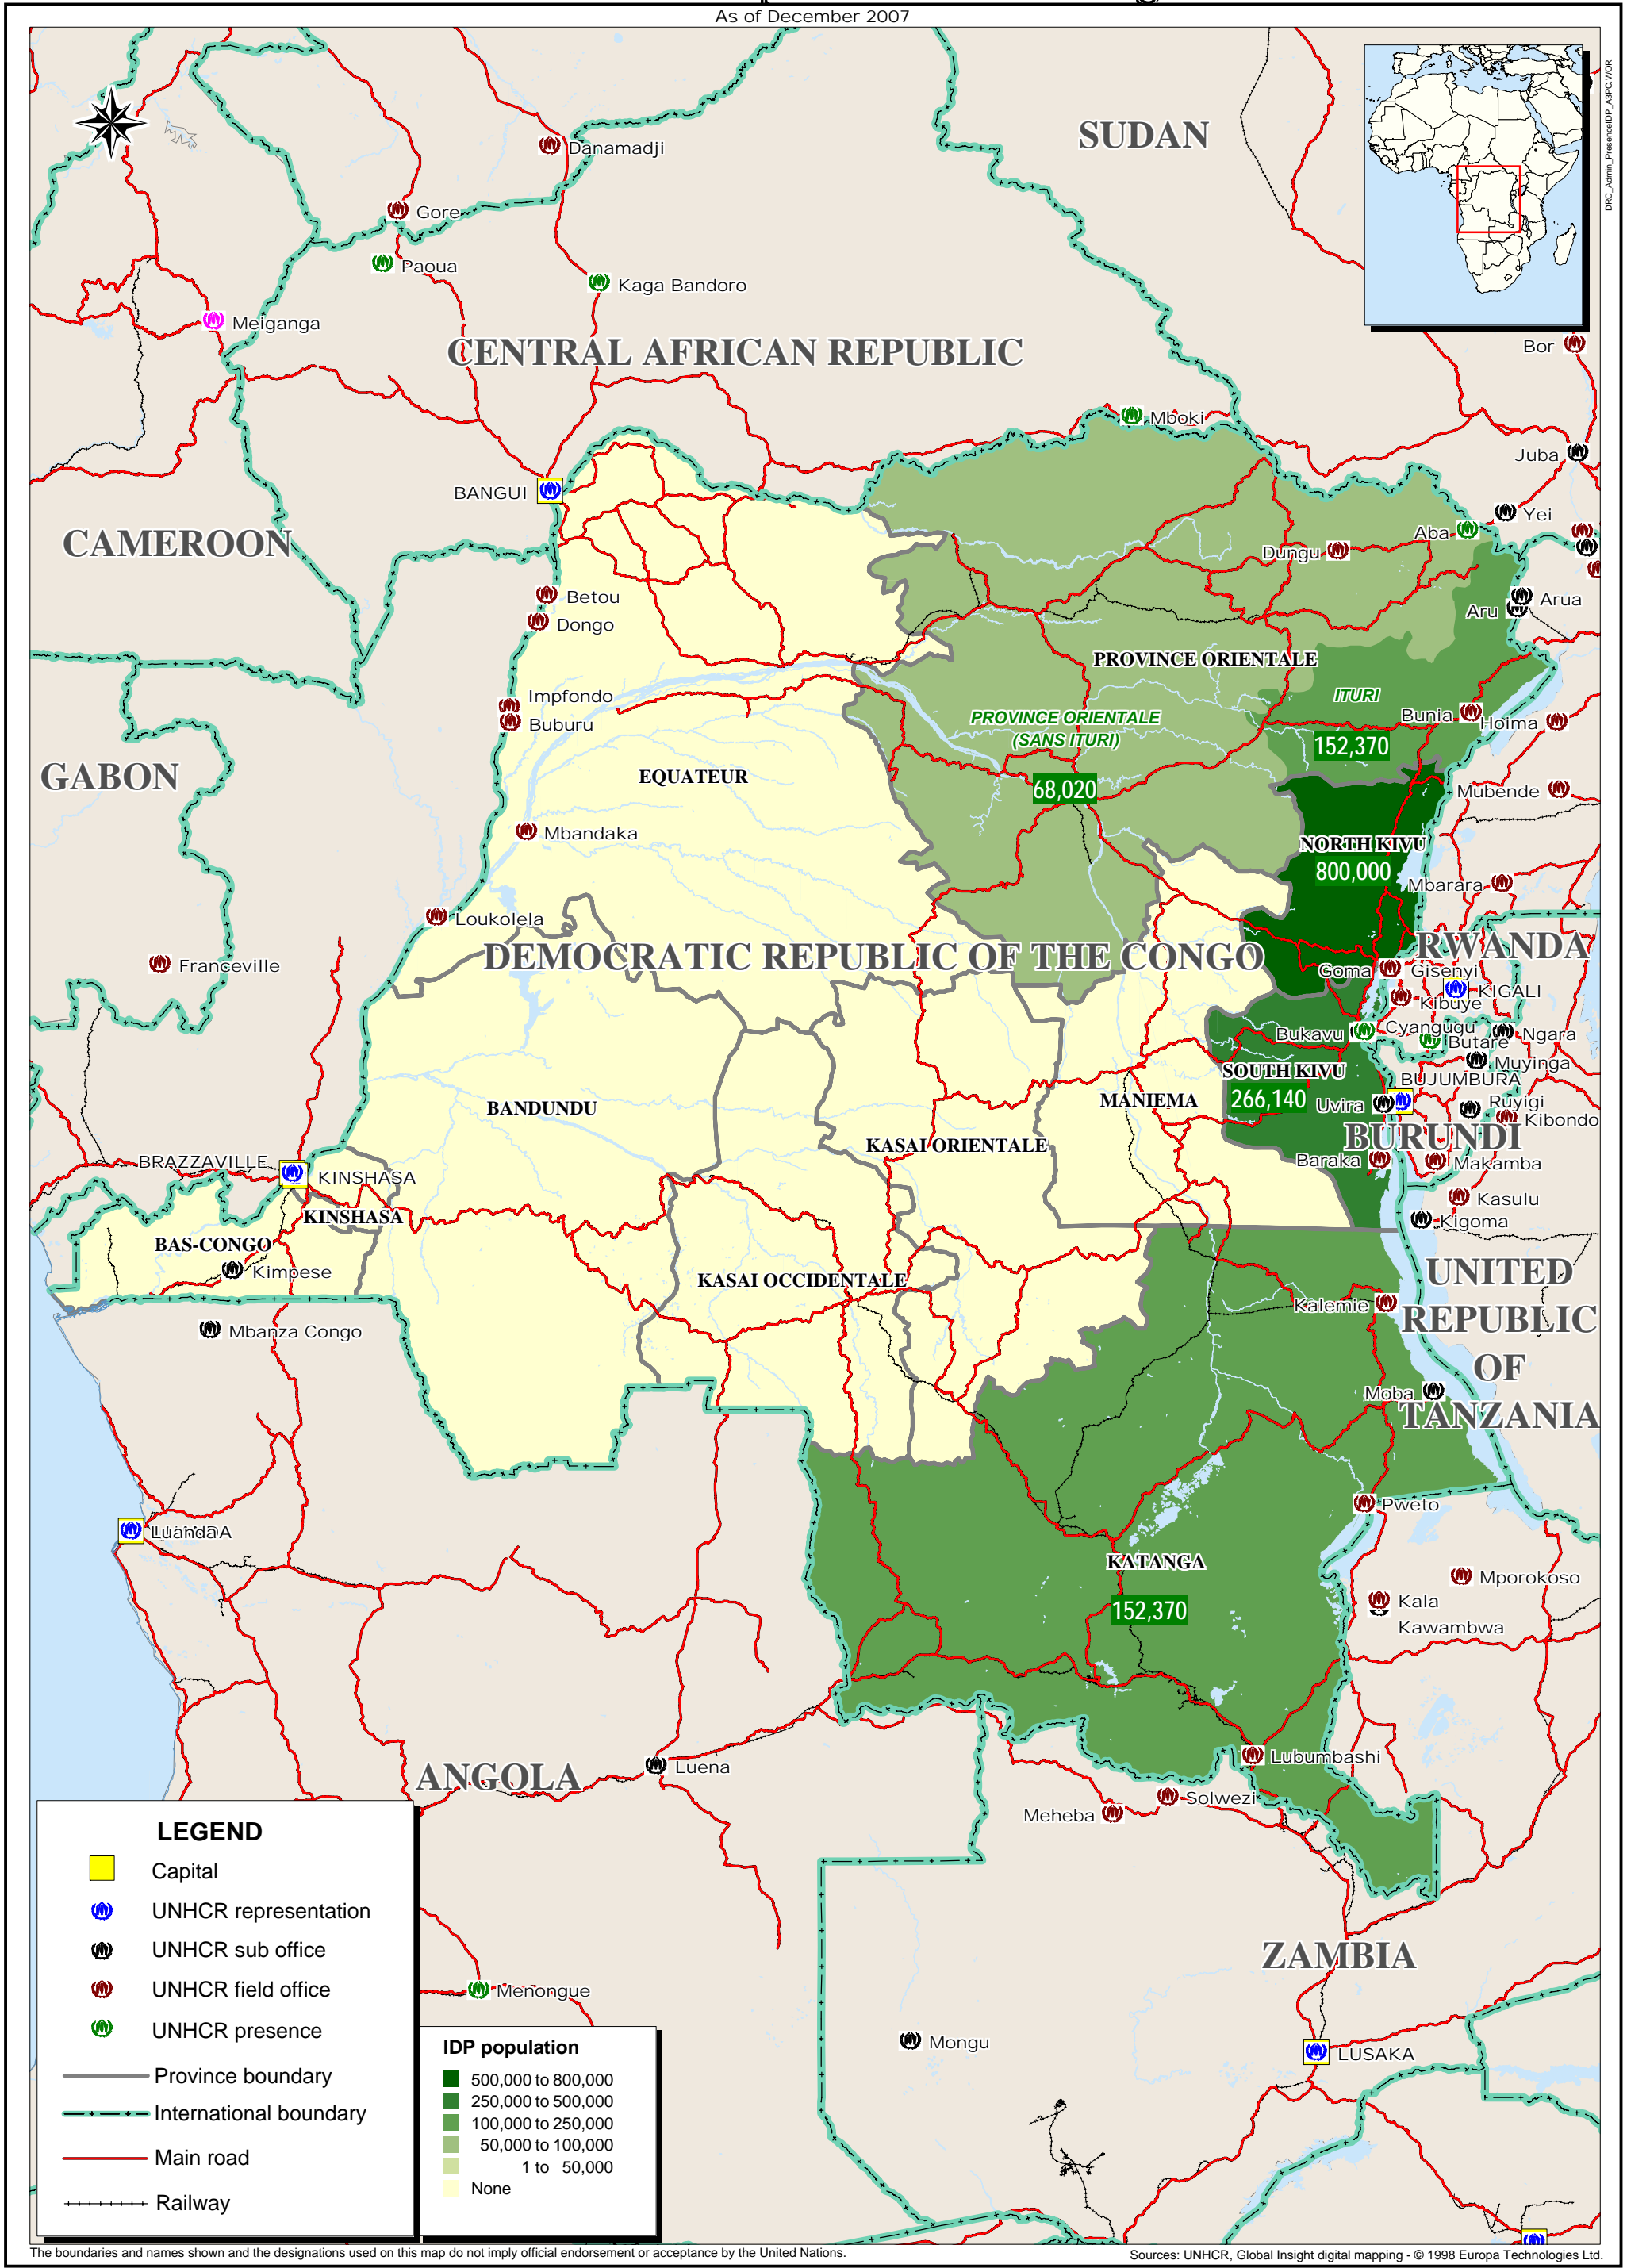 As of December 2007
DRC_Admin_PresenceIDP_A3PC.WOR
SUDAN
Danamadji
Gore
Paoua
Kaga Bandoro
Meiganga
CENTRAL AFRICAN REPUBLIC
Bor
Mboki
Juba
BANGUI
Yei
Aba
CAMEROON
Dungu
Betou
Arua
Aru
Dongo
PROVINCE ORIENTALE
Impfondo
ITURI
Buburu
PROVINCE ORIENTALE
(SANS ITURI)
Bunia
Hoima
152,370
GABON
EQUATEUR
68,020
Mubende
Mbandaka
NORTH KIVU
800,000
Mbarara
Loukolela
DEMOCRATIC REPUBLIC OF THE CONGO
RWANDA
Franceville
Goma
Gisenyi
KIGALI
Kibuye
Bukavu
Cyangugu
Butare
Ngara
Muyinga
SOUTH KIVU
BUJUMBURA
266,140
Uvira
Ruyigi
Kibondo
BANDUNDU
MANIEMA
BURUNDI
KASAI ORIENTALE
Baraka
Makamba
BRAZZAVILLE
KINSHASA
Kasulu
KINSHASA
Kigoma
BAS-CONGO
Kimpese
KASAI OCCIDENTALE
UNITED
REPUBLIC
OF
TANZANIA
Kalemie
Mbanza Congo
Moba
Pweto
Luanda
KATANGA
152,370
Mporokoso
Kala
Kawambwa
Lubumbashi
ANGOLA
Luena
Solwezi
Meheba
LEGEND
Capital
UNHCR representation
UNHCR sub office
UNHCR field office
UNHCR presence
Province boundary
International boundary
Main road
Railway
ZAMBIA
Menongue
Mongu
LUSAKA
IDP population
500,000 to 800,000
250,000 to 500,000
100,000 to 250,000
50,000 to 100,000
1 to 50,000
None
The boundaries and names shown and the designations used on this map do not imply official endorsement or acceptance by the United Nations.
Sources: UNHCR, Global Insight digital mapping - © 1998 Europa Technologies Ltd.